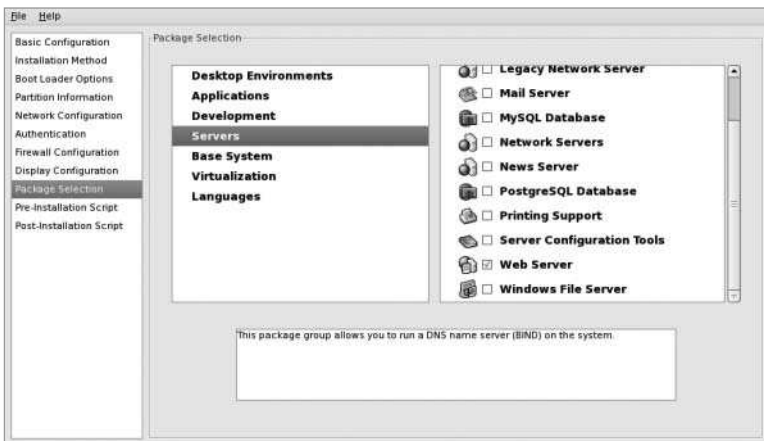 File Help
Package Selection
Basic Configuration
Installation Method
Boot Loader Options
Partition Information
Network Configuration
Authentication
Firewall Configuration
Display Configuration
Package Selection
Pre-Installation Script
Post-Installation Script
Desktop Environments
Applications
Development
Servers
Base System
Virtualization
Languages
Legacy Network Server
Mail Server
MySQL Database
Network Servers
News Server
PostgreSQL Database
Printing Support
Server Configuration Tools
Web Server
Windows File Server
This package group allows you to run a DNS name server (BIND) on the system.